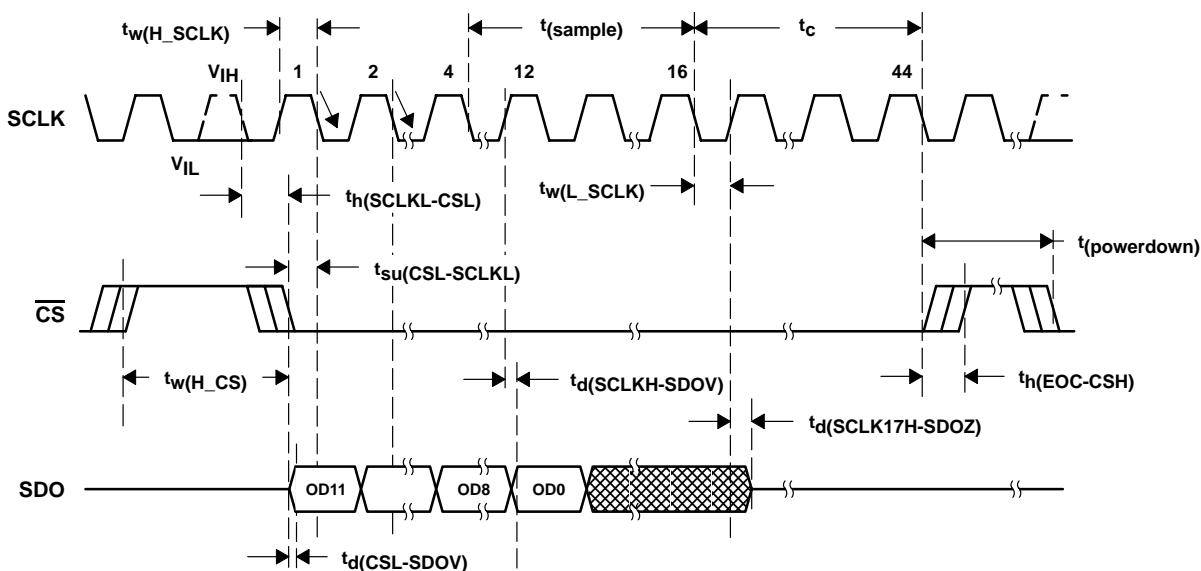 tw(H_SCLK)
t(sample)
tc
VIH
1
2
4
12
16
44
SCLK
VIL
th(SCLKL-CSL)
tw(L_SCLK)
t(powerdown)
tsu(CSL-SCLKL)
CS
tw(H_CS)
td(SCLKH-SDOV)
th(EOC-CSH)
td(SCLK17H-SDOZ)
SDO
OD11
OD8
OD0
td(CSL-SDOV)